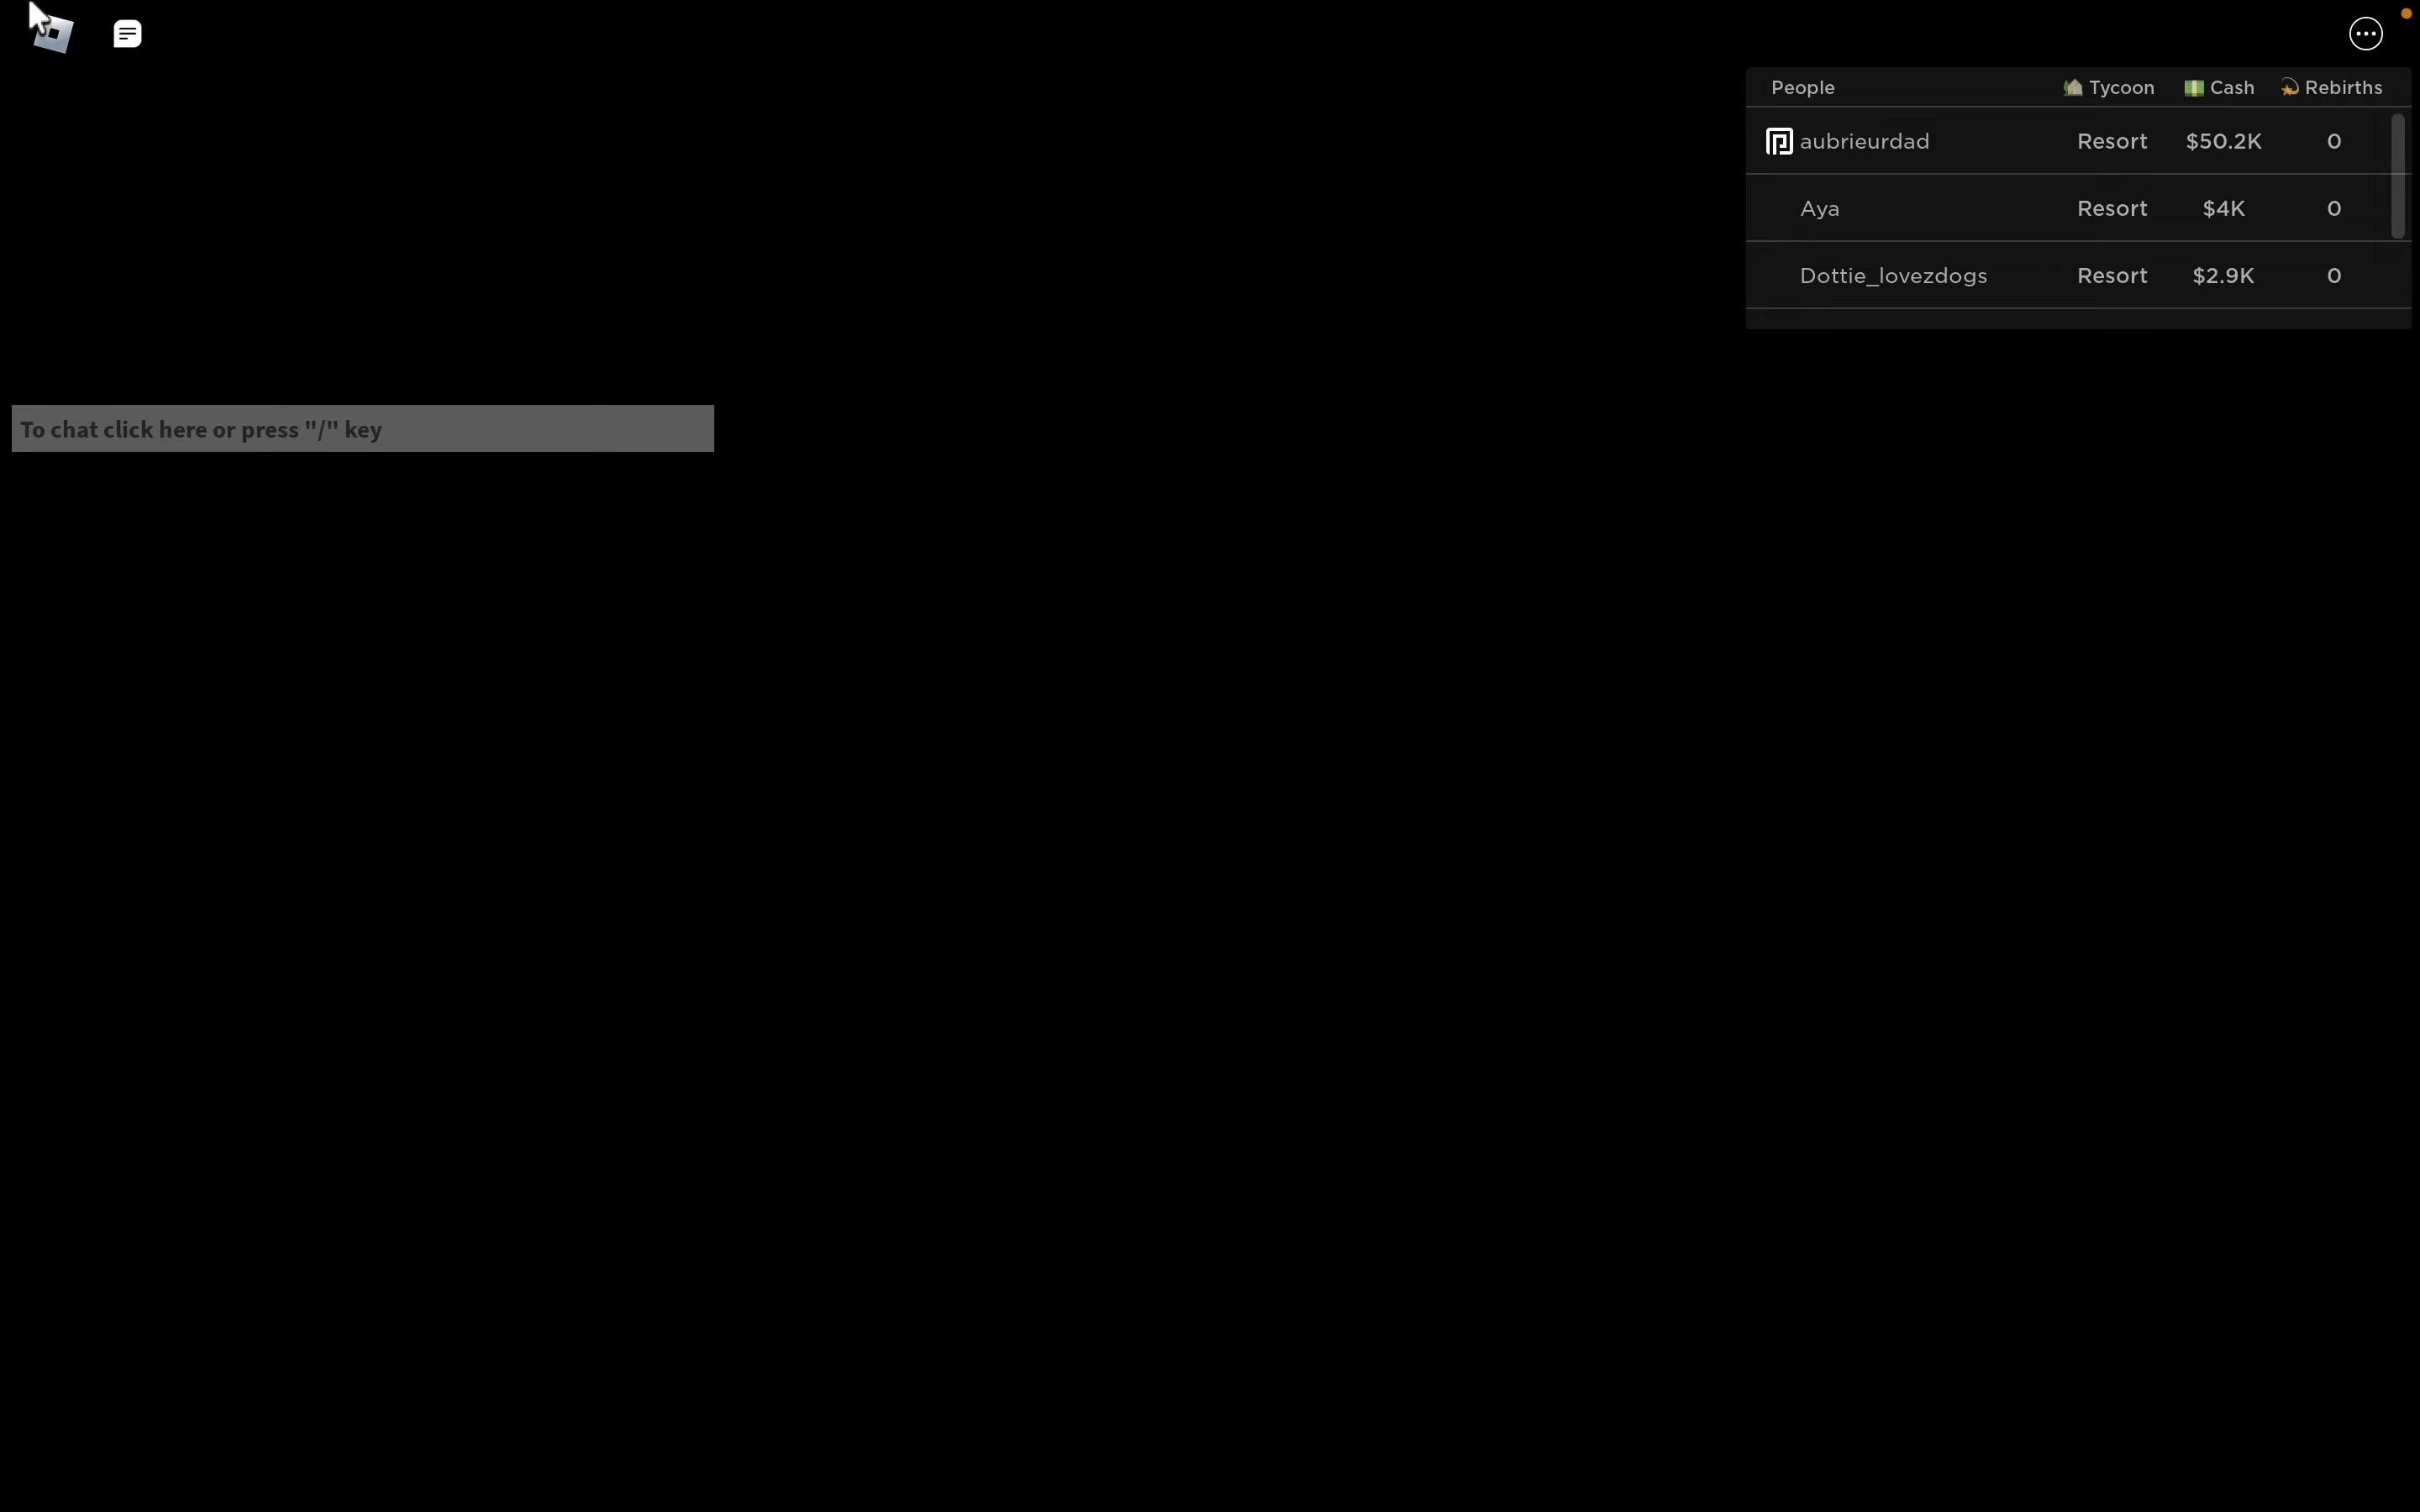 People Tycoon Cash Rebirths
aubrieurdad Resort $50.2K 0
Aya Resort $4K 0
Dottie_lovezdogs Resort $2.9K 0
To chat click here or press "/" key